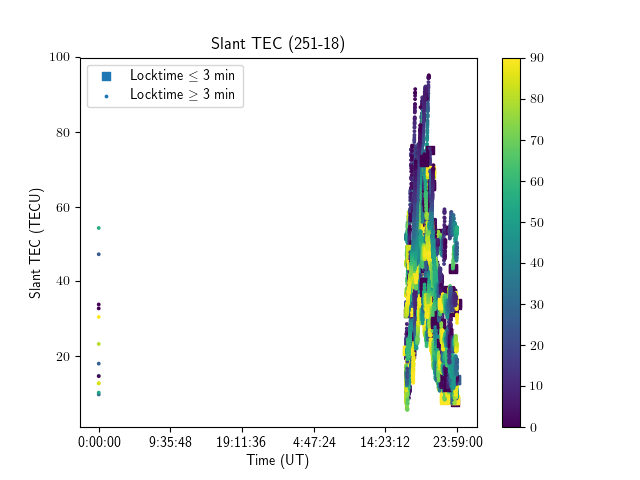 Slant TEC (251-18)
Locktime ≤ 3 min
Locktime ≥ 3 min
Slant TEC (TECU)
100
80
60
40
20
0:00:00 9:35:48 19:11:36 4:47:24 14:23:12 23:59:00
Time (UT)
90
80
70
60
50
40
30
20
10
0